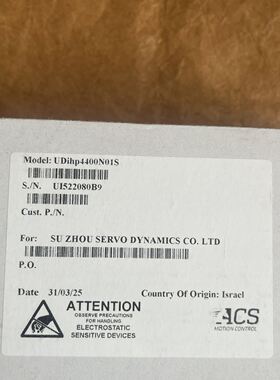 Model: UDihp4400N01S
S./N. UI522080B9
Cust. P./N.
For: SU ZHOU SERVO DYNAMICS CO. LTD
P.O.
Date 31/03/25 Country Of Origin: Israel
ATTENTION
OBSERVE PRECAUTIONS
FOR HANDLING
ELECTROSTATIC
SENSITIVE DEVICES
ACS
MOTION CONTROL